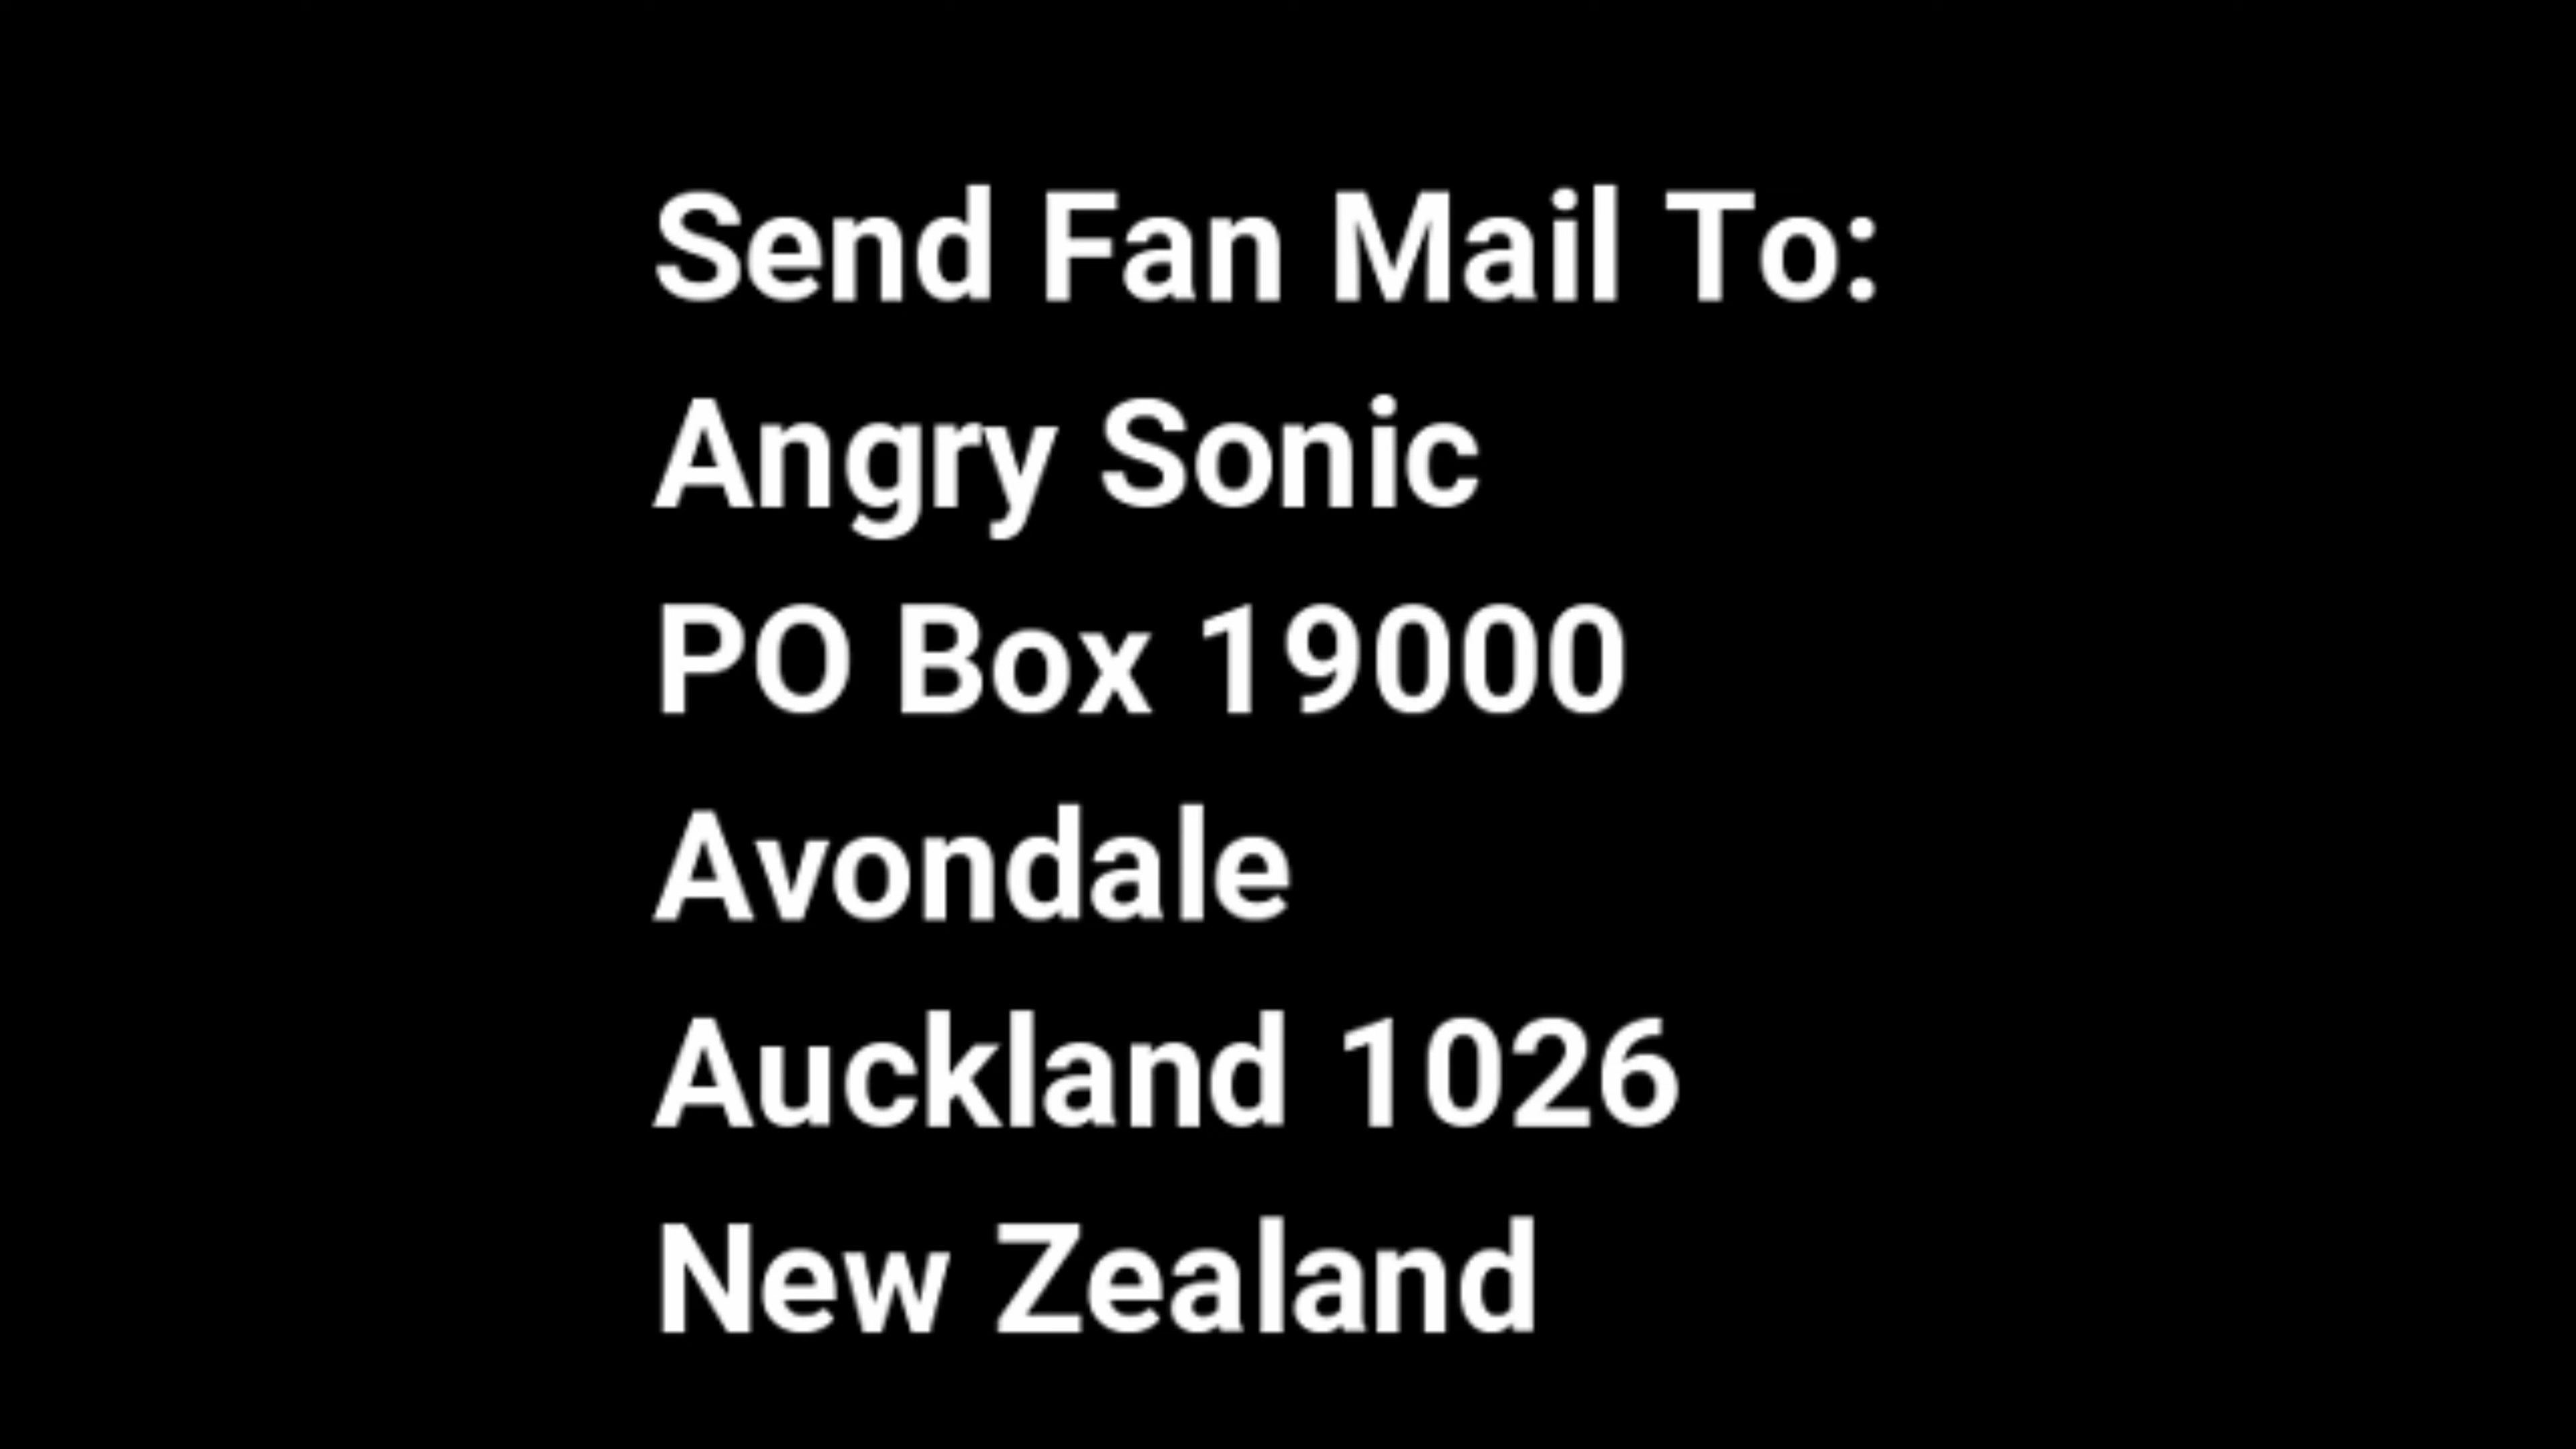 Send Fan Mail To:
Angry Sonic
PO Box 19000
Avondale
Auckland 1026
New Zealand